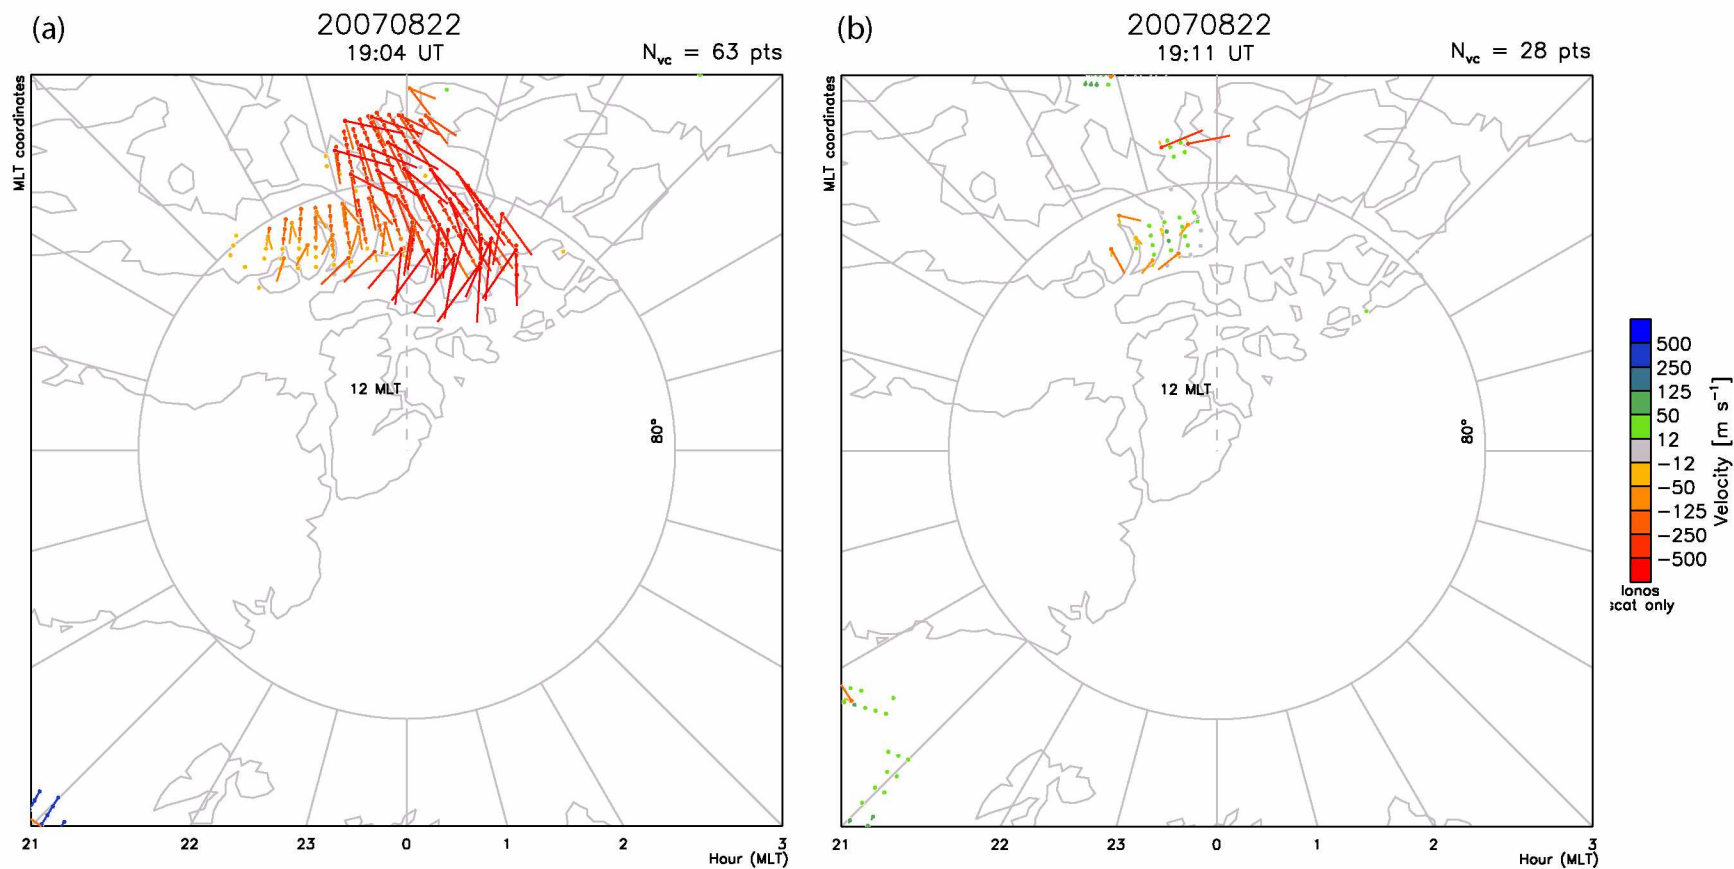 (a)
20070822
19:04 UT
Nvc = 63 pts
MLT coordinates
12 MLT
80°
21 22 23 0 1 2 3
Hour (MLT)
(b)
20070822
19:11 UT
Nvc = 28 pts
MLT coordinates
12 MLT
80°
21 22 23 0 1 2 3
Hour (MLT)
500
250
125
50
12
-12
-50
-125
-250
-500
Velocity [m s⁻¹]
Ionos
scat only